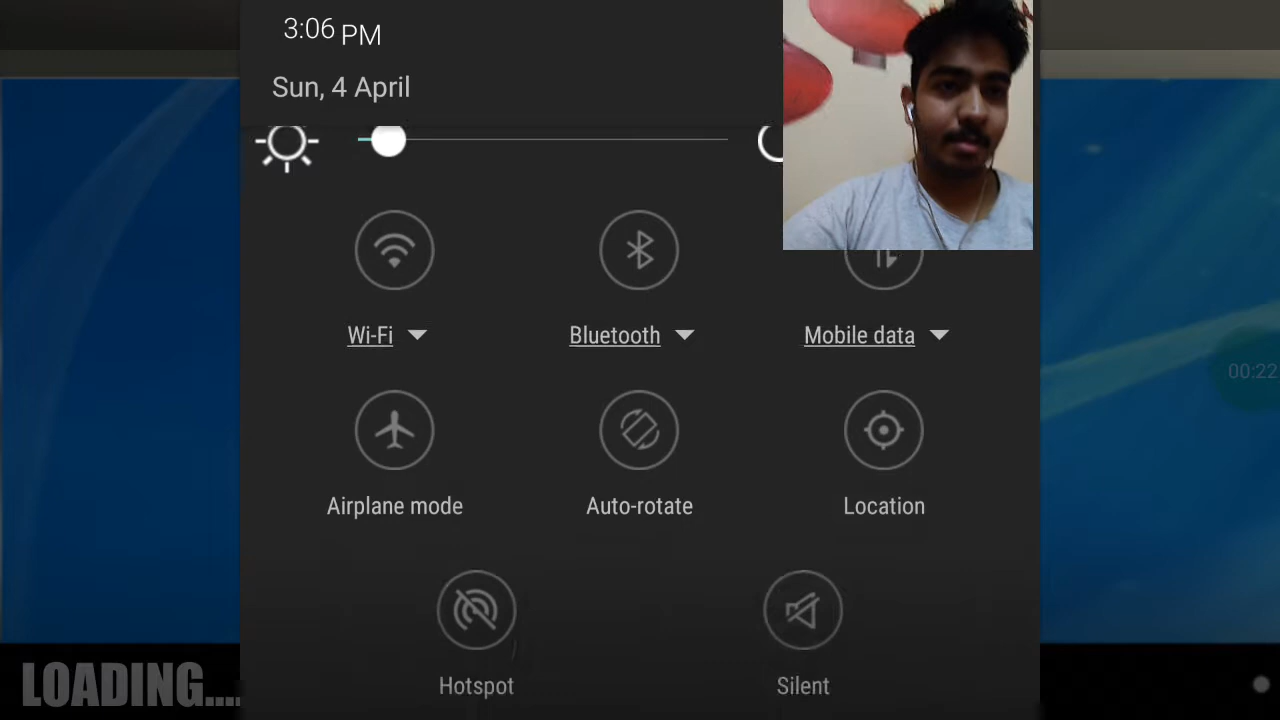 3:06 PM
Sun, 4 April
Wi-Fi
Bluetooth
Mobile data
00:22
Airplane mode
Auto-rotate
Location
Hotspot
Silent
LOADING....